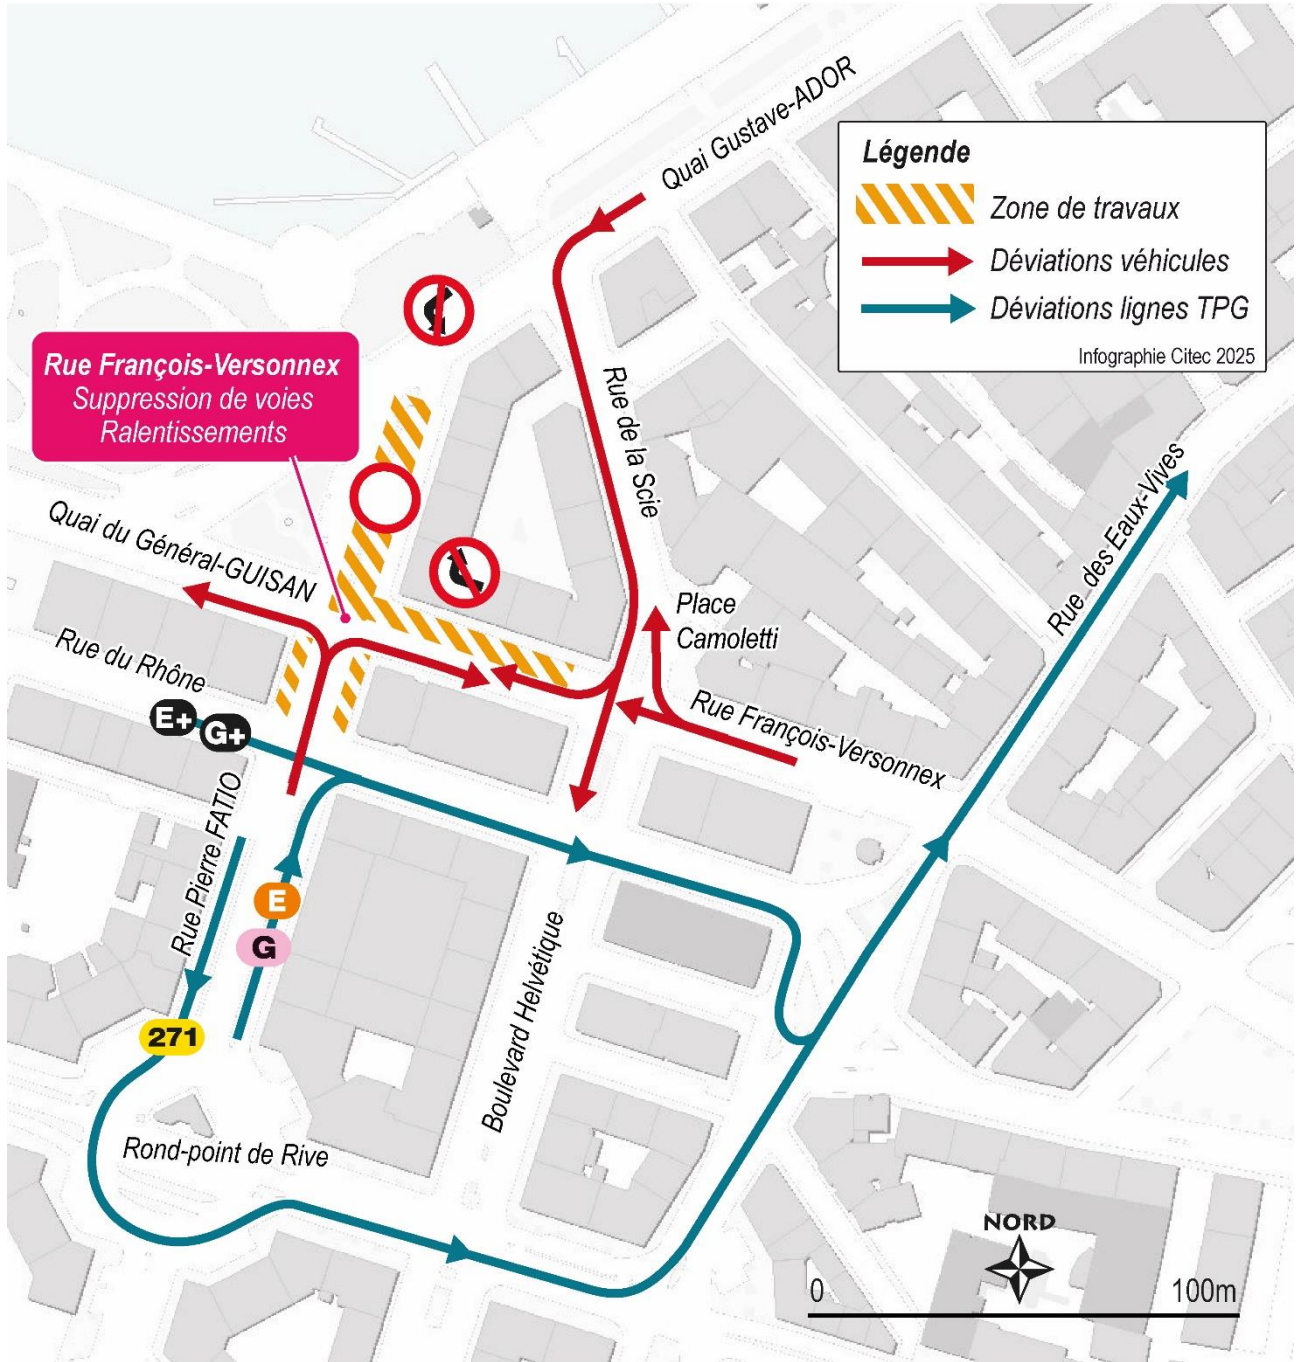 Quai Gustave-ADOR
Légende
Zone de travaux
Déviations véhicules
Déviations lignes TPG
Infographie Citec 2025
Rue François-Versonnex
Suppression de voies
Ralentissements
Rue de la Scie
Quai du Général-GUISAN
Rue des Eaux-Vives
Place
Camoletti
Rue du Rhône
E+
G+
Rue François-Versonnex
Rue Pierre FATIO
E
G
Boulevard Helvétique
271
Rond-point de Rive
NORD
0
100m